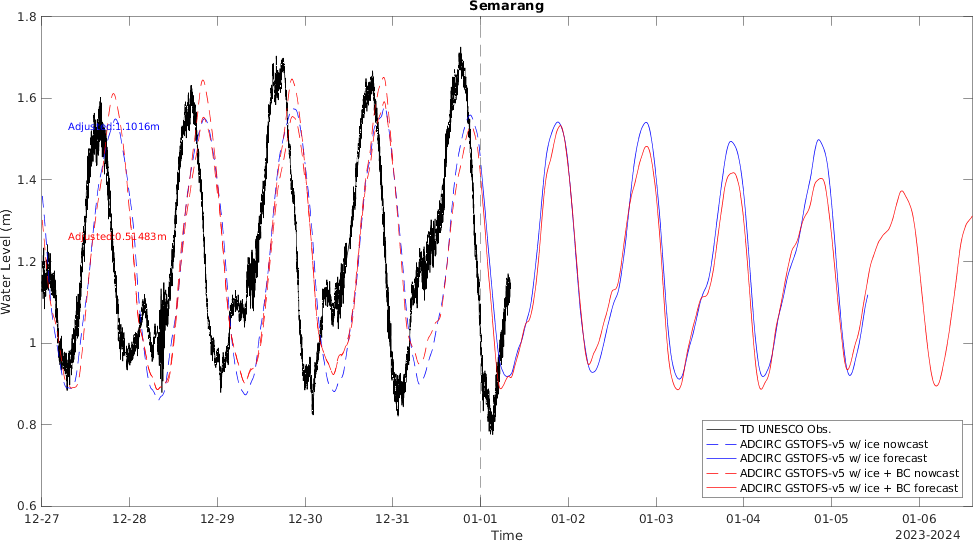 Semarang
1.8
1.6
1.4
1.2
1
0.8
0.6
Water Level (m)
Adjusted:1.1016m
Adjusted:0.51483m
TD UNESCO Obs.
ADCIRC GSTOFS-v5 w/ ice nowcast
ADCIRC GSTOFS-v5 w/ ice forecast
ADCIRC GSTOFS-v5 w/ ice + BC nowcast
ADCIRC GSTOFS-v5 w/ ice + BC forecast
12-27 12-28 12-29 12-30 12-31 01-01 01-02 01-03 01-04 01-05 01-06
Time
2023-2024